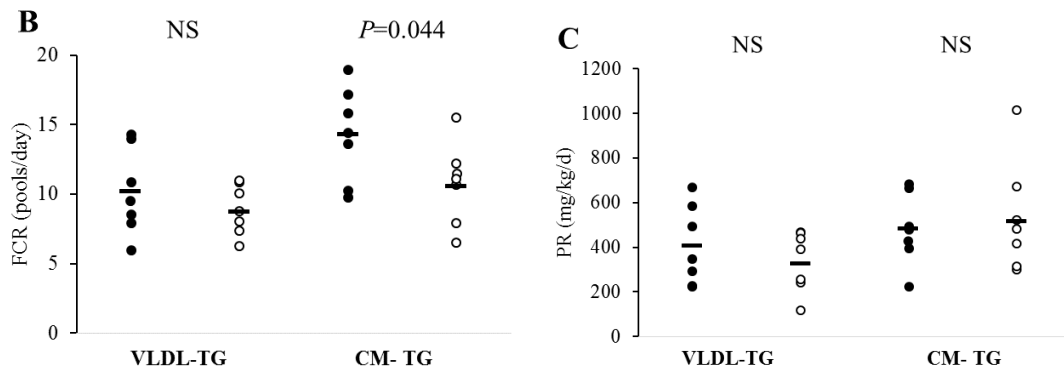 B
NS
P=0.044
20
15
10
5
0
FCR (pools/day)
VLDL-TG
CM- TG
C
NS
NS
1200
1000
800
600
400
200
0
PR (mg/kg/d)
VLDL-TG
CM- TG